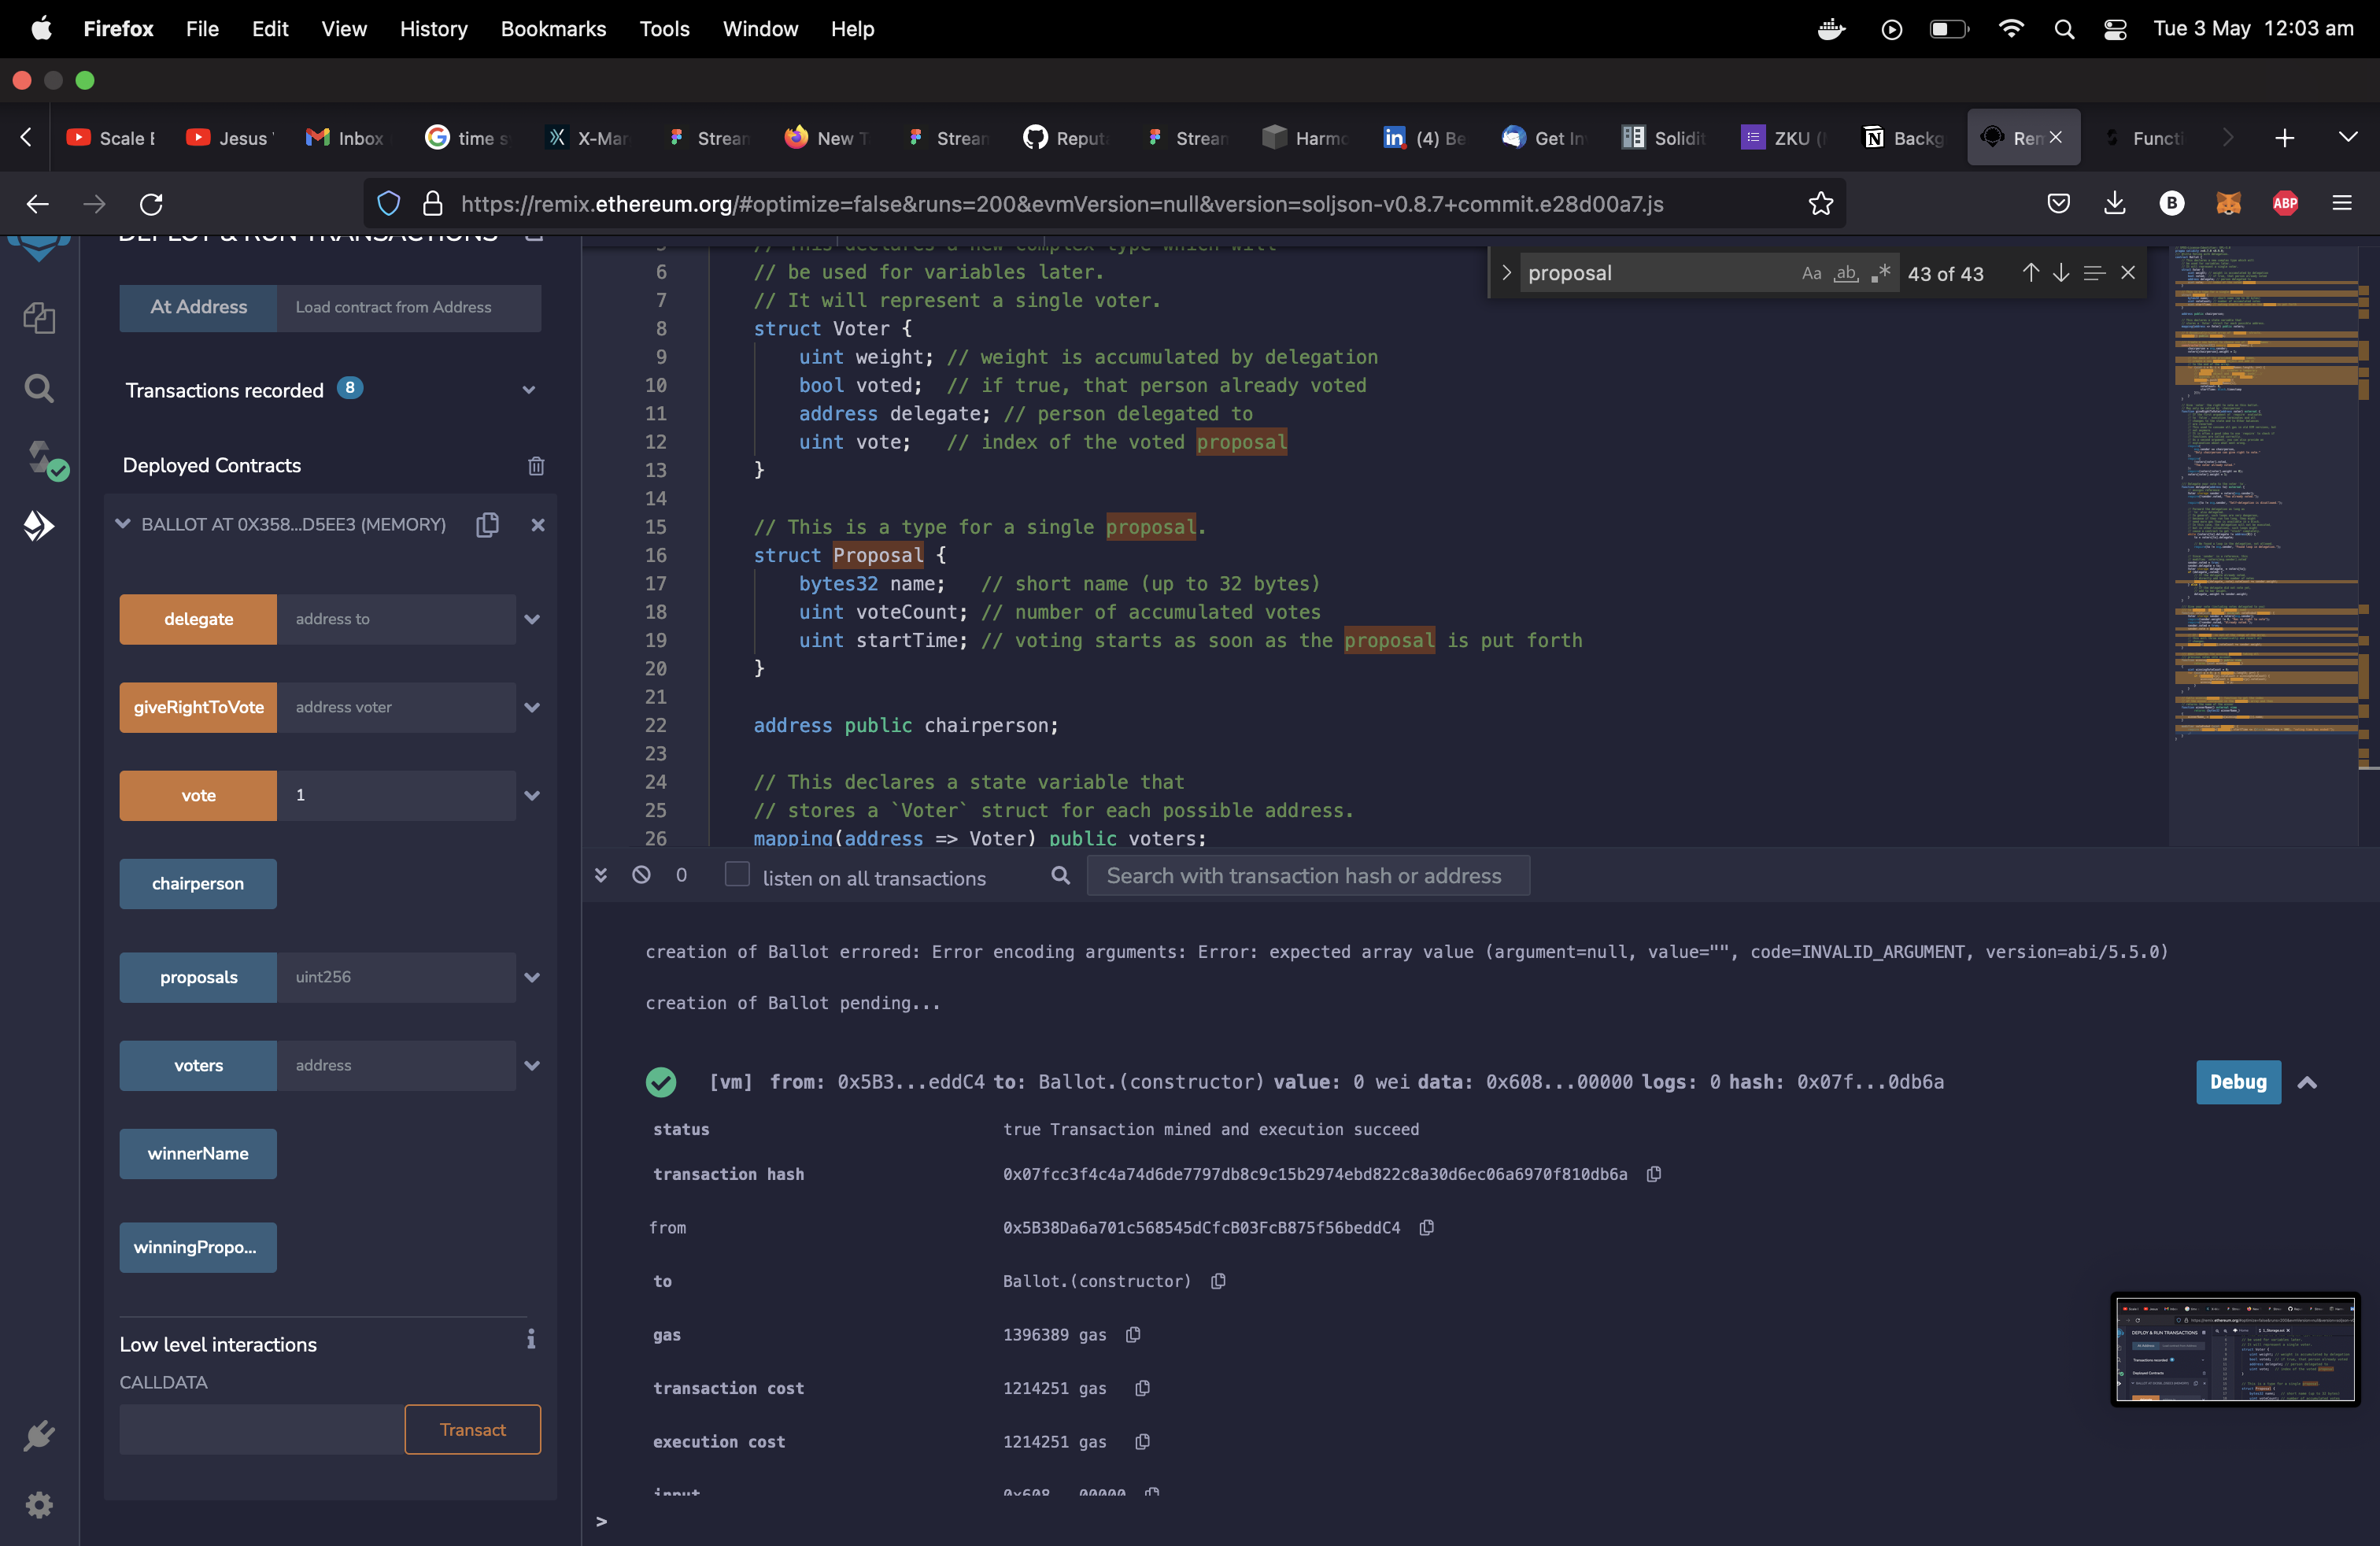 Firefox File Edit View History Bookmarks Tools Window Help Tue 3 May 12:03 am
Scale Jesus Inbox time s X-Mar Strean New T Strean Reput Strean Harmo (4) Be Get In Solidit ZKU ( Backg Ren Functi
https://remix.ethereum.org/#optimize=false&runs=200&evmVersion=null&version=soljson-v0.8.7+commit.e28d00a7.js
B ABP
DEPLOY & RUN TRANSACTIONS
At Address Load contract from Address
Transactions recorded 8
Deployed Contracts
BALLOT AT 0X358...D5EE3 (MEMORY)
delegate address to
giveRightToVote address voter
vote 1
chairperson
proposals uint256
voters address
winnerName
winningPropo...
Low level interactions
CALLDATA
Transact
proposal Aa ab 43 of 43
5 // This declares a new complex type which will
6 // be used for variables later.
7 // It will represent a single voter.
8 struct Voter {
9 uint weight; // weight is accumulated by delegation
10 bool voted; // if true, that person already voted
11 address delegate; // person delegated to
12 uint vote; // index of the voted proposal
13 }
14
15 // This is a type for a single proposal.
16 struct Proposal {
17 bytes32 name; // short name (up to 32 bytes)
18 uint voteCount; // number of accumulated votes
19 uint startTime; // voting starts as soon as the proposal is put forth
20 }
21
22 address public chairperson;
23
24 // This declares a state variable that
25 // stores a `Voter` struct for each possible address.
26 mapping(address => Voter) public voters;
0 listen on all transactions Search with transaction hash or address
creation of Ballot errored: Error encoding arguments: Error: expected array value (argument=null, value="", code=INVALID_ARGUMENT, version=abi/5.5.0)
creation of Ballot pending...
[vm] from: 0x5B3...eddC4 to: Ballot.(constructor) value: 0 wei data: 0x608...00000 logs: 0 hash: 0x07f...0db6a Debug
status true Transaction mined and execution succeed
transaction hash 0x07fcc3f4c4a74d6de7797db8c9c15b2974ebd822c8a30d6ec06a6970f810db6a
from 0x5B38Da6a701c568545dCfcB03FcB875f56beddC4
to Ballot.(constructor)
gas 1396389 gas
transaction cost 1214251 gas
execution cost 1214251 gas
input 0x608...00000
>